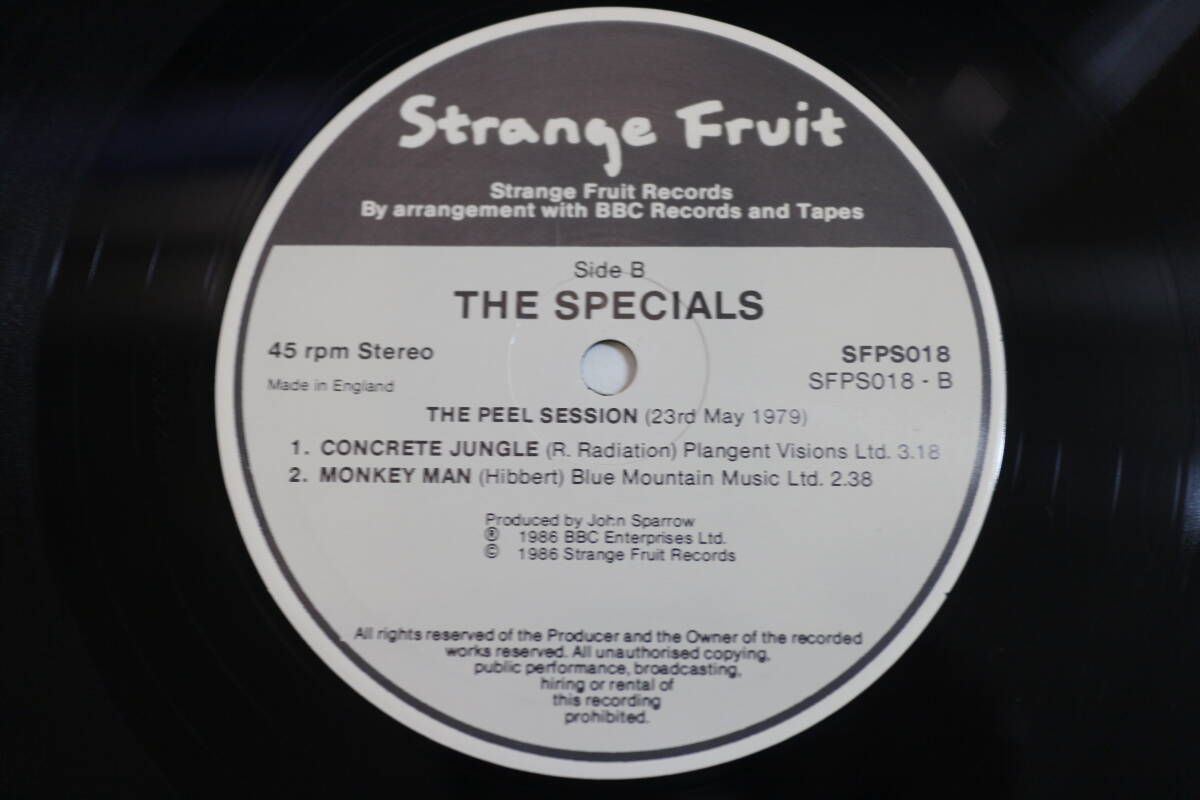 Strange Fruit
Strange Fruit Records
By arrangement with BBC Records and Tapes
Side B
THE SPECIALS
45 rpm Stereo
SFPS018
Made in England
SFPS018 - B
THE PEEL SESSION (23rd May 1979)
1. CONCRETE JUNGLE (R. Radiation) Plangent Visions Ltd. 3.18
2. MONKEY MAN (Hibbert) Blue Mountain Music Ltd. 2.38
Produced by John Sparrow
℗ 1986 BBC Enterprises Ltd.
© 1986 Strange Fruit Records
All rights reserved of the Producer and the Owner of the recorded
works reserved. All unauthorised copying,
public performance, broadcasting,
hiring or rental of
this recording
prohibited.